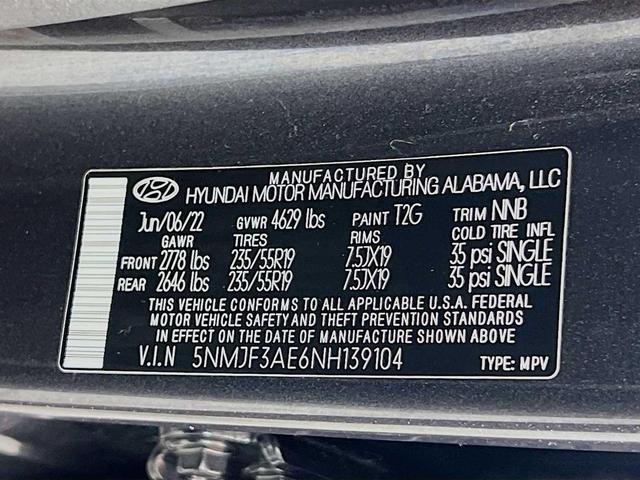 MANUFACTURED BY
HYUNDAI MOTOR MANUFACTURING ALABAMA, LLC
Jun/06/22 GVWR 4629 lbs PAINT T2G TRIM NNB
GAWR TIRES RIMS COLD TIRE INFL
FRONT 2778 lbs 235/55R19 7.5JX19 35 psi SINGLE
REAR 2646 lbs 235/55R19 7.5JX19 35 psi SINGLE
THIS VEHICLE CONFORMS TO ALL APPLICABLE U.S.A. FEDERAL
MOTOR VEHICLE SAFETY AND THEFT PREVENTION STANDARDS
IN EFFECT ON THE DATE OF MANUFACTURE SHOWN ABOVE
V.I.N 5NMJF3AE6NH139104 TYPE: MPV